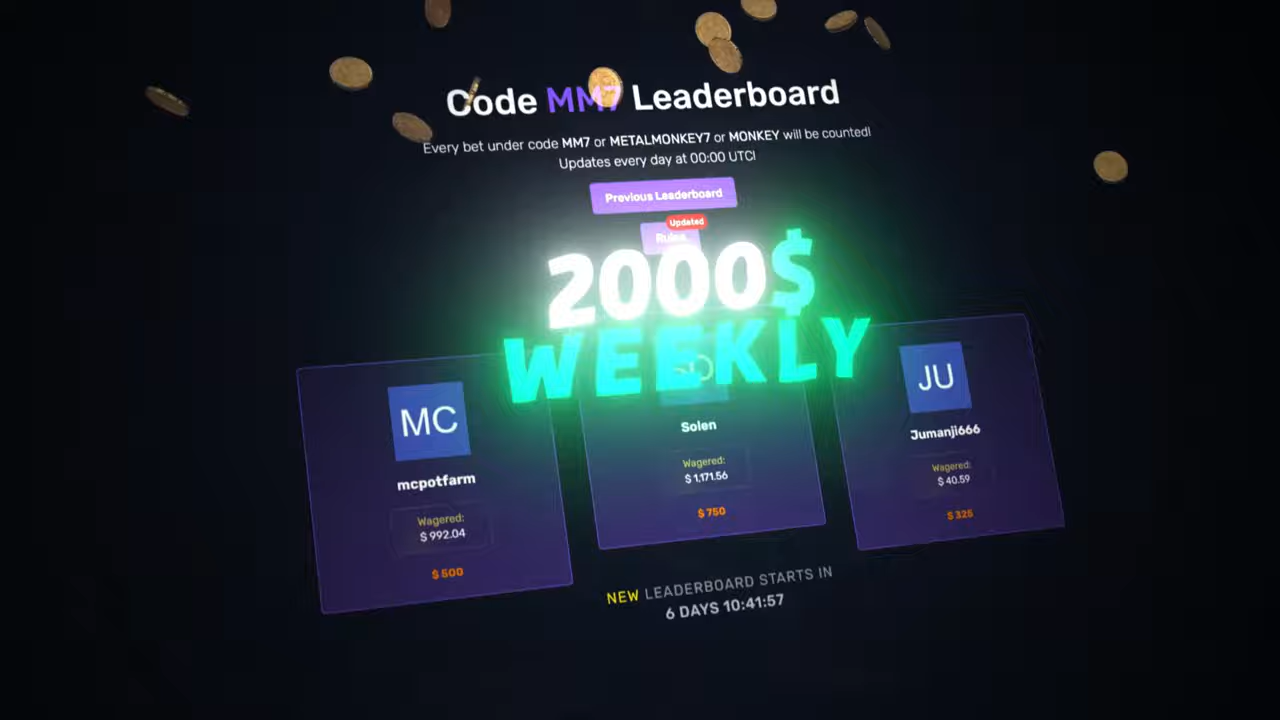 Code MM7 Leaderboard
Every bet under code MM7 or METALMONKEY7 or MONKEY will be counted!
Updates every day at 00:00 UTC!
Previous Leaderboard
Updated
Rules
2000$
WEEKLY
MC
mcpotfarm
Wagered:
$ 992.04
$ 500
SO
Solen
Wagered:
$ 1,171.56
$ 750
JU
Jumanji666
Wagered:
$ 40.59
$ 325
NEW LEADERBOARD STARTS IN
6 DAYS 10:41:57